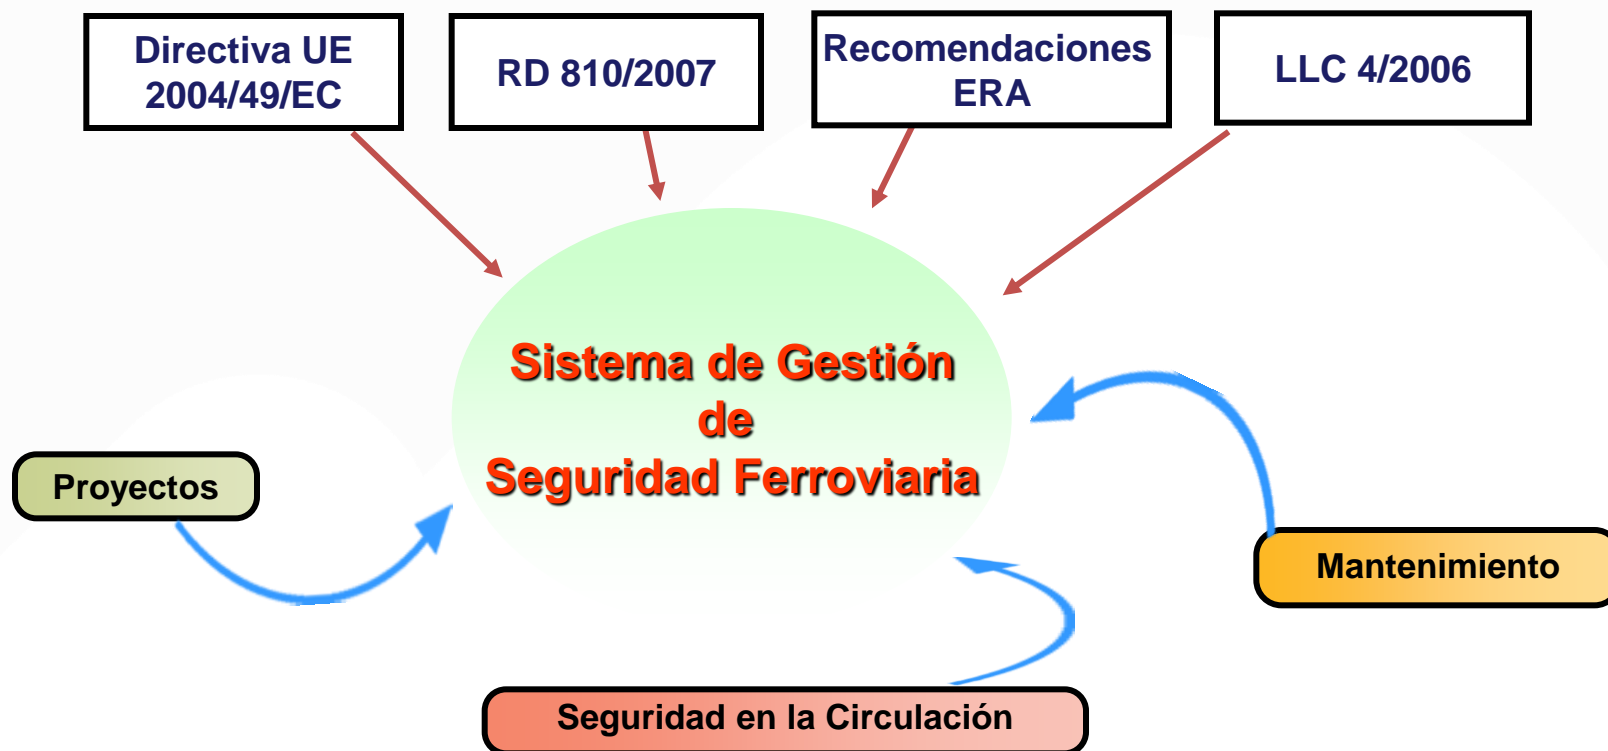 Directiva UE
2004/49/EC
RD 810/2007
Recomendaciones
ERA
LLC 4/2006
Sistema de Gestión
de
Seguridad Ferroviaria
Proyectos
Mantenimiento
Seguridad en la Circulación